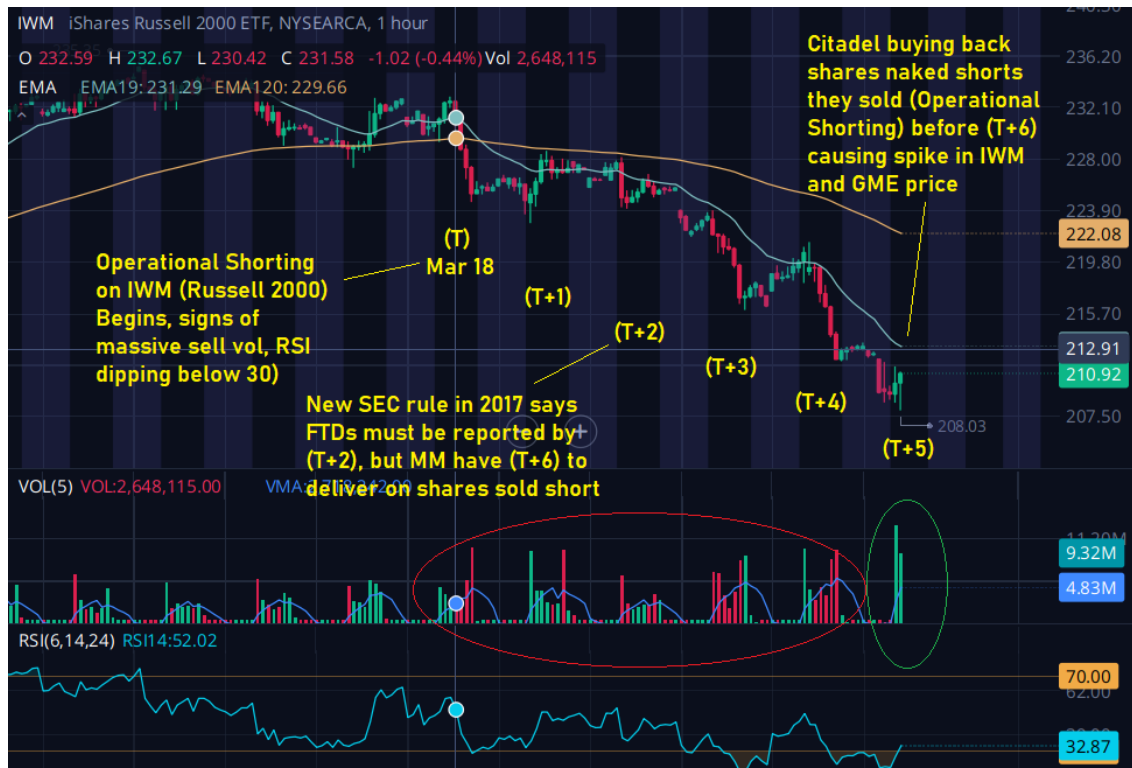 IWM iShares Russell 2000 ETF, NYSEARCA, 1 hour
O 232.59 H 232.67 L 230.42 C 231.58 -1.02 (-0.44%) Vol 2,648,115
EMA EMA19: 231.29 EMA120: 229.66
Citadel buying back
shares naked shorts
they sold (Operational
Shorting) before (T+6)
causing spike in IWM
and GME price
236.20
232.10
228.00
223.90
222.08
219.80
215.70
212.91
210.92
207.50
208.03
Operational Shorting
on IWM (Russell 2000)
Begins, signs of
massive sell vol, RSI
dipping below 30)
(T)
Mar 18
(T+1)
(T+2)
(T+3)
(T+4)
(T+5)
New SEC rule in 2017 says
FTDs must be reported by
(T+2), but MM have (T+6) to
deliver on shares sold short
VOL(5) VOL:2,648,115.00
9.32M
4.83M
RSI(6,14,24) RSI14:52.02
70.00
62.00
32.87